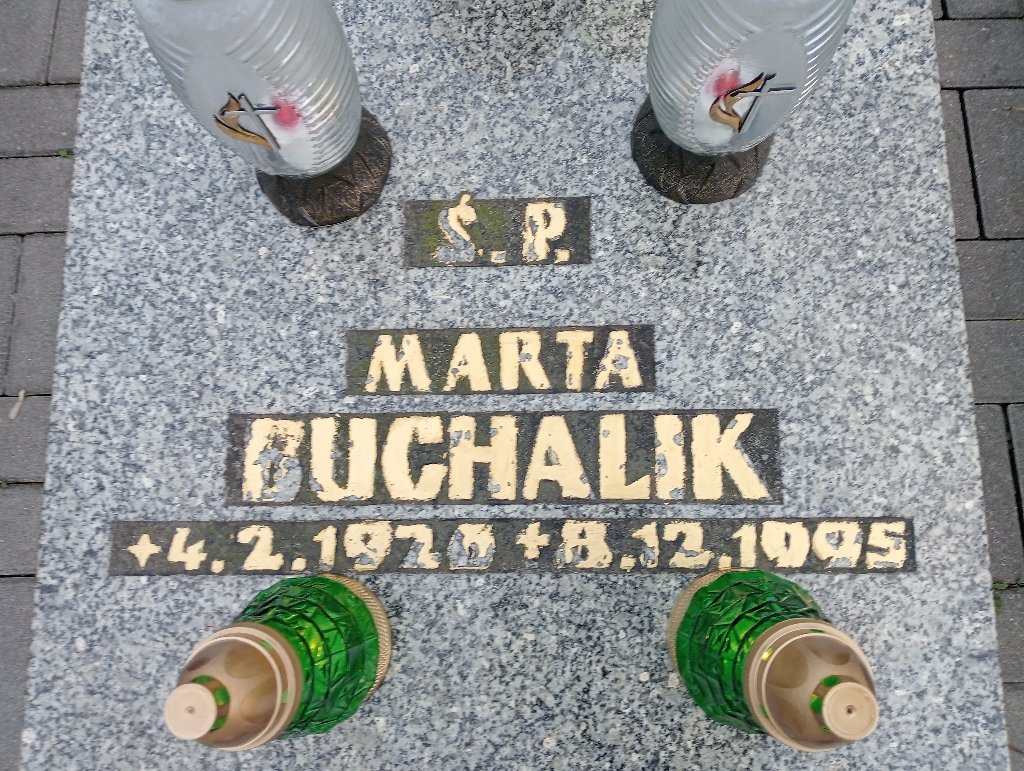 Ś.P.
MARTA
BUCHALIK
+4.2.1920 +8.12.1995